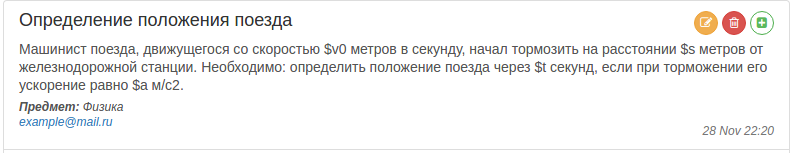 Определение положения поезда
Машинист поезда, движущегося со скоростью $v0 метров в секунду, начал тормозить на расстоянии $s метров от
железнодорожной станции. Необходимо: определить положение поезда через $t секунд, если при торможении его
ускорение равно $a м/с2.
Предмет: Физика
example@mail.ru
28 Nov 22:20